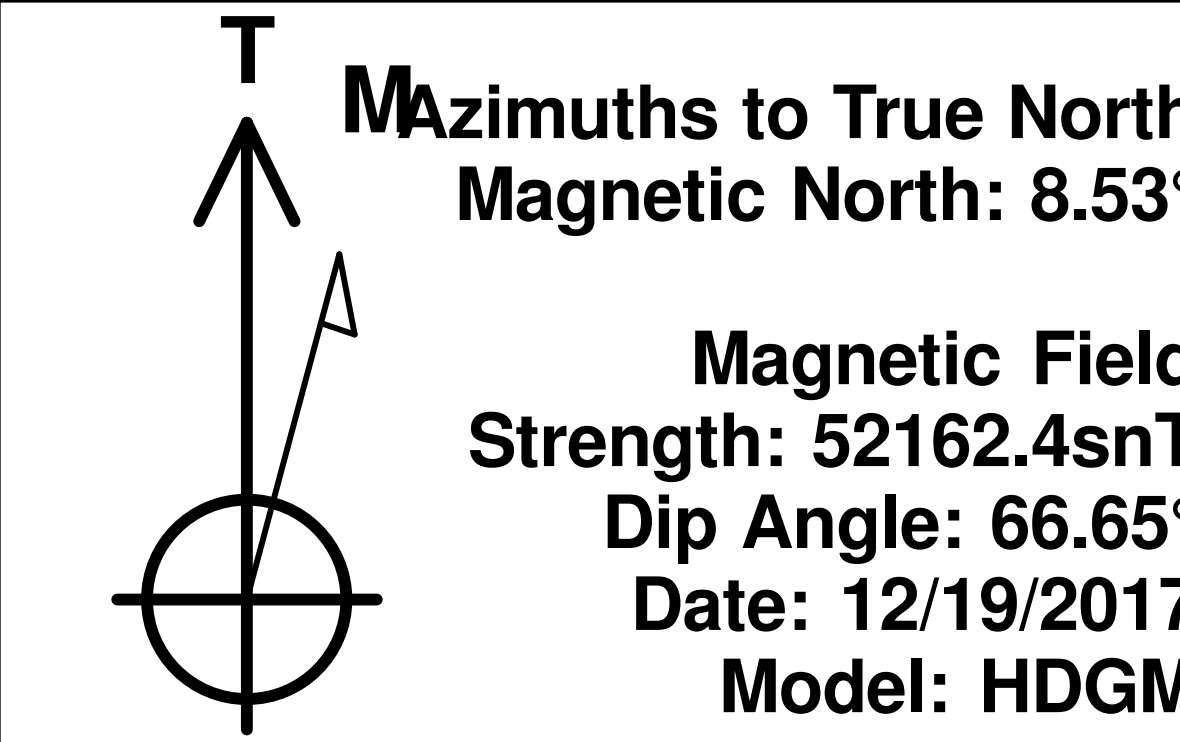 T
M
Azimuths to True North
Magnetic North: 8.53°
Magnetic Field
Strength: 52162.4snT
Dip Angle: 66.65°
Date: 12/19/2017
Model: HDGM